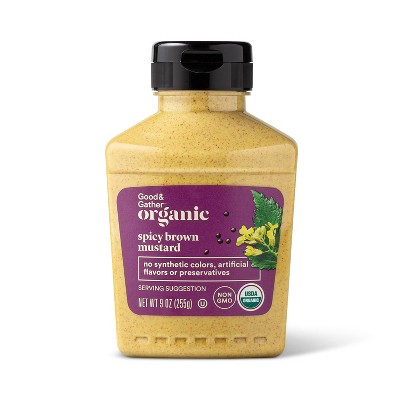 Good&
Gather
organic
spicy brown
mustard
no synthetic colors, artificial
flavors or preservatives
SERVING SUGGESTION
NET WT 9 OZ (255g) U
NON
GMO
USDA
ORGANIC